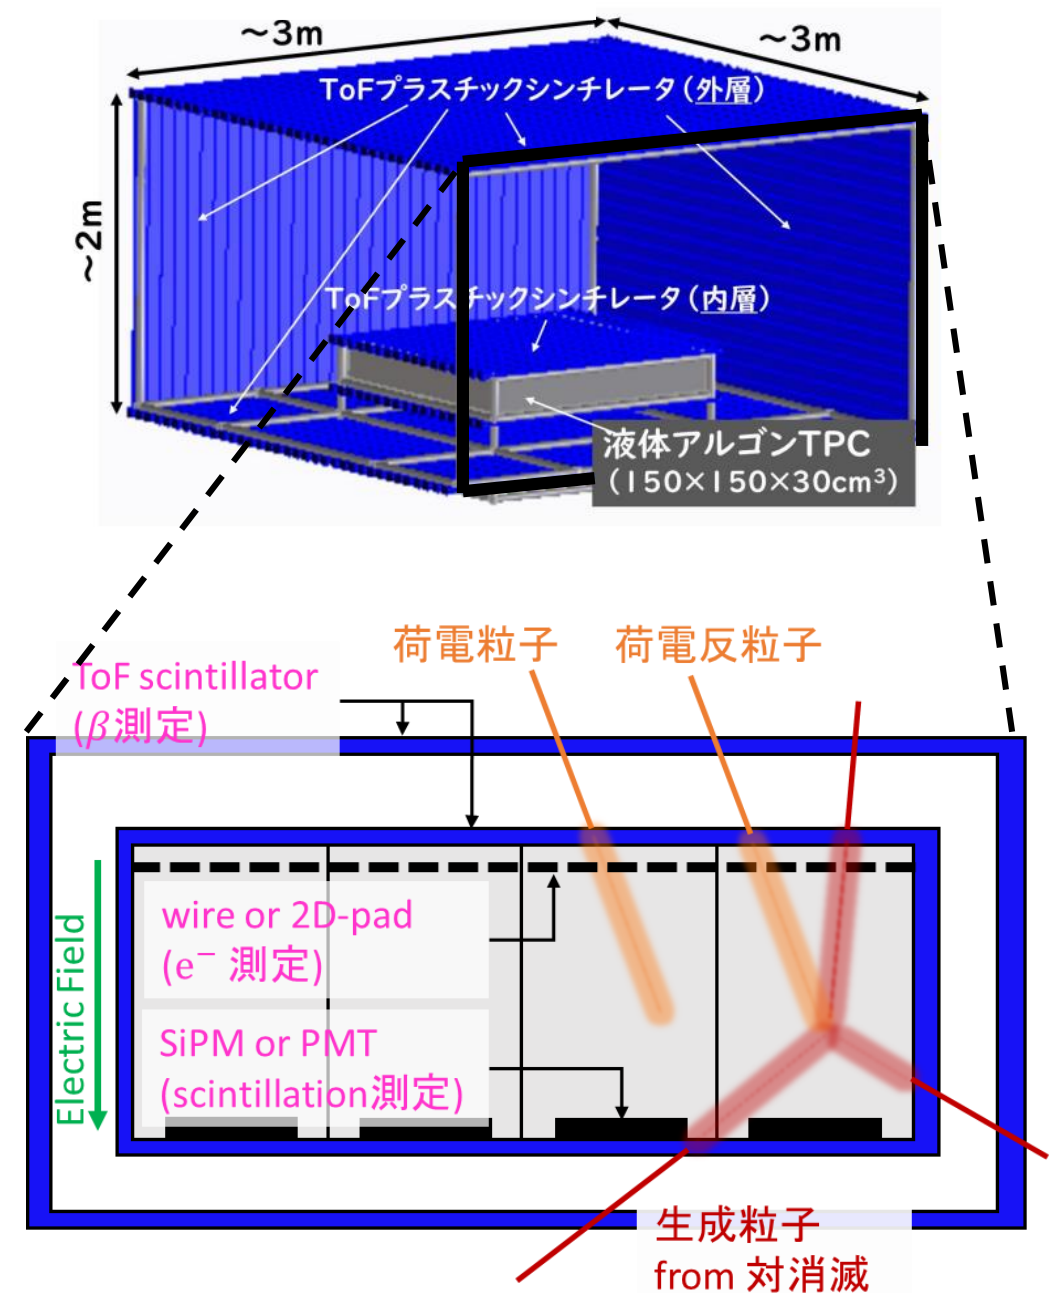 ~3m
~3m
ToFプラスチックシンチレータ(外層)
~2m
ToFプラスチックシンチレータ(内層)
液体アルゴンTPC
(150×150×30cm³)
荷電粒子
荷電反粒子
ToF scintillator
(β測定)
wire or 2D-pad
(e⁻ 測定)
Electric Field
SiPM or PMT
(scintillation測定)
生成粒子
from 対消滅